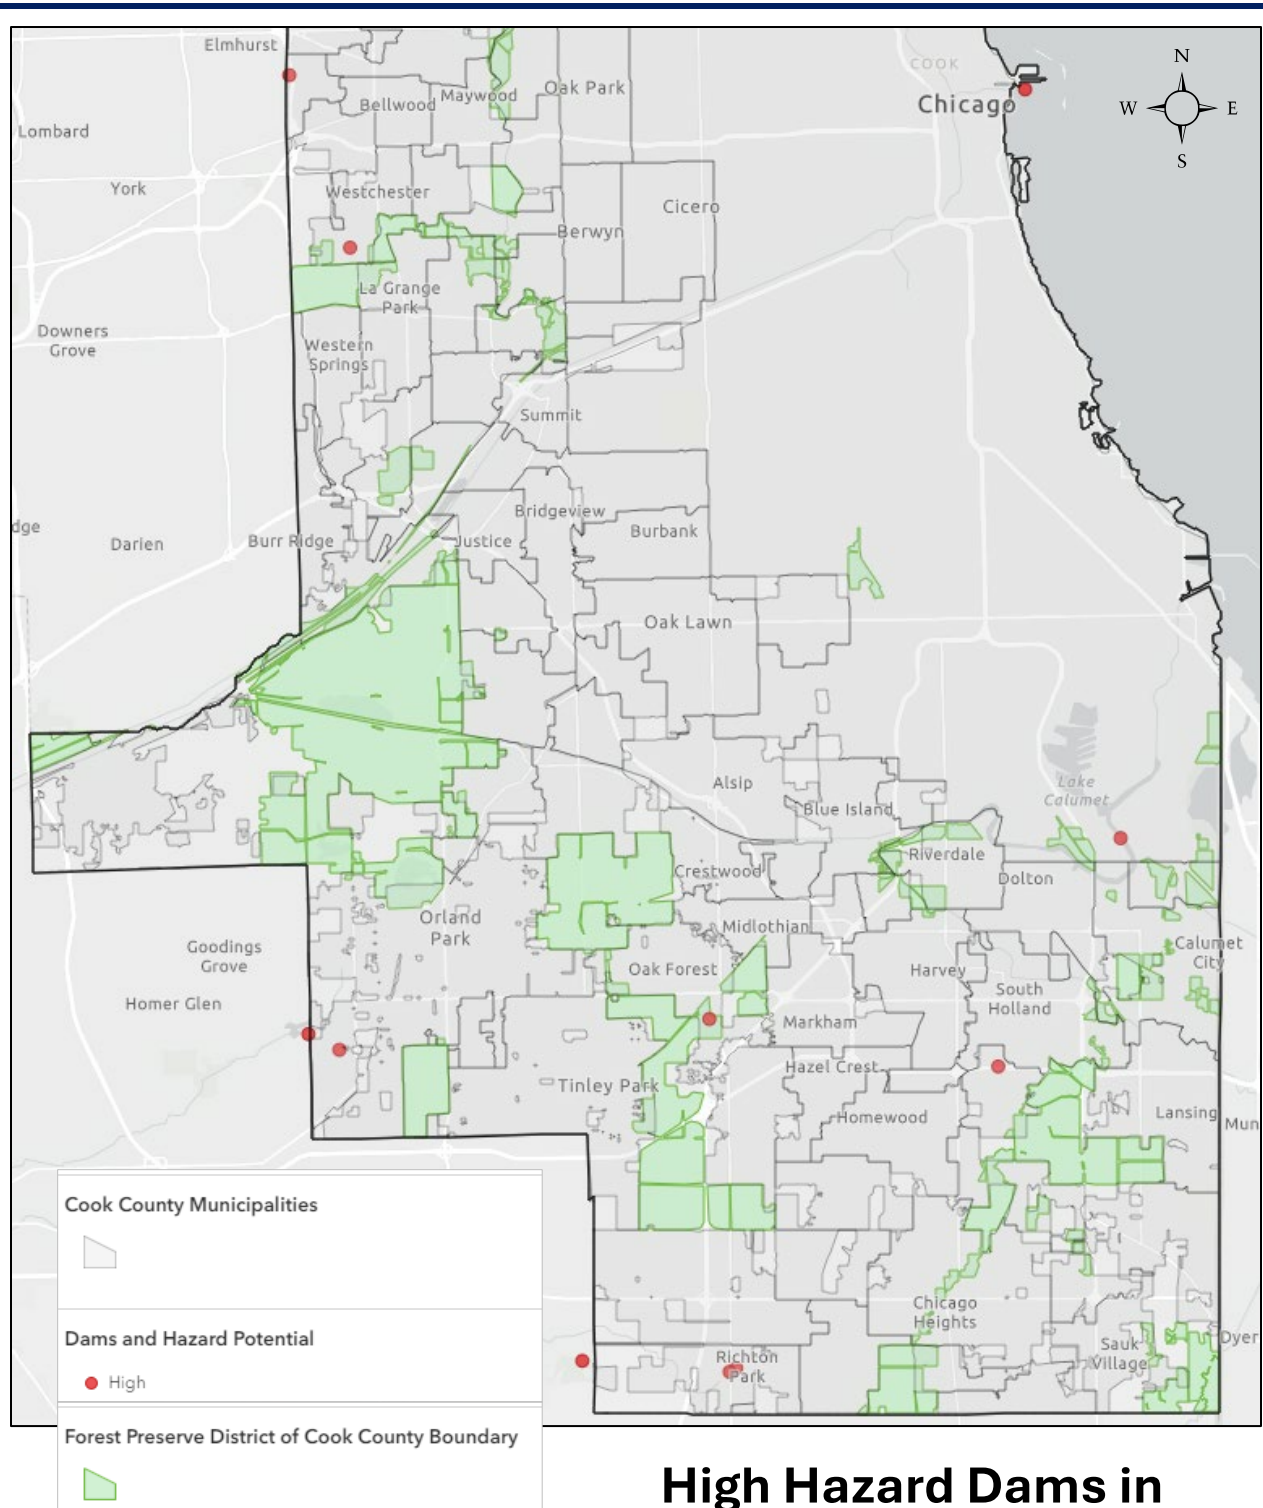 Elmhurst
COOK
N
Oak Park
Maywood
Bellwood
Chicago
W
E
Lombard
S
York
Westchester
Cicero
Berwyn
La Grange
Park
Downers
Grove
Western
Springs
Summit
Bridgeview
dge
Burbank
Darien
Burr Ridge
Justice
Oak Lawn
Alsip
Lake
Calumet
Blue Island
Riverdale
Crestwood
Dolton
Orland
Park
Midlothian
Goodings
Grove
Calumet
City
Oak Forest
Harvey
South
Holland
Homer Glen
Markham
Hazel Crest
Tinley Park
Homewood
Lansing
Mun
Chicago
Heights
Sauk
Village
Dyer
Richton
Park
Cook County Municipalities
Dams and Hazard Potential
High
Forest Preserve District of Cook County Boundary
High Hazard Dams in